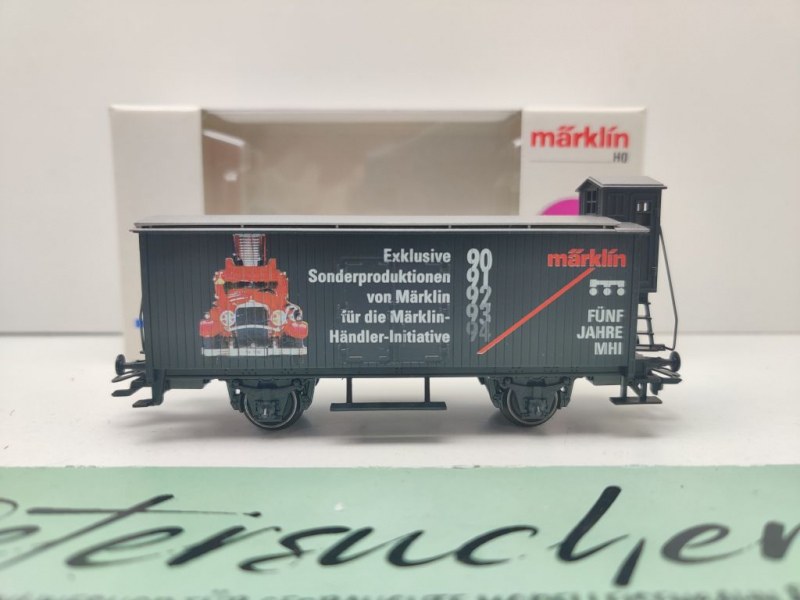 märklin
H0
Exklusive
Sonderproduktionen
von Märklin
für die Märklin-
Händler-Initiative
90
91
92
93
94
märklin
FÜNF
JAHRE
MHI